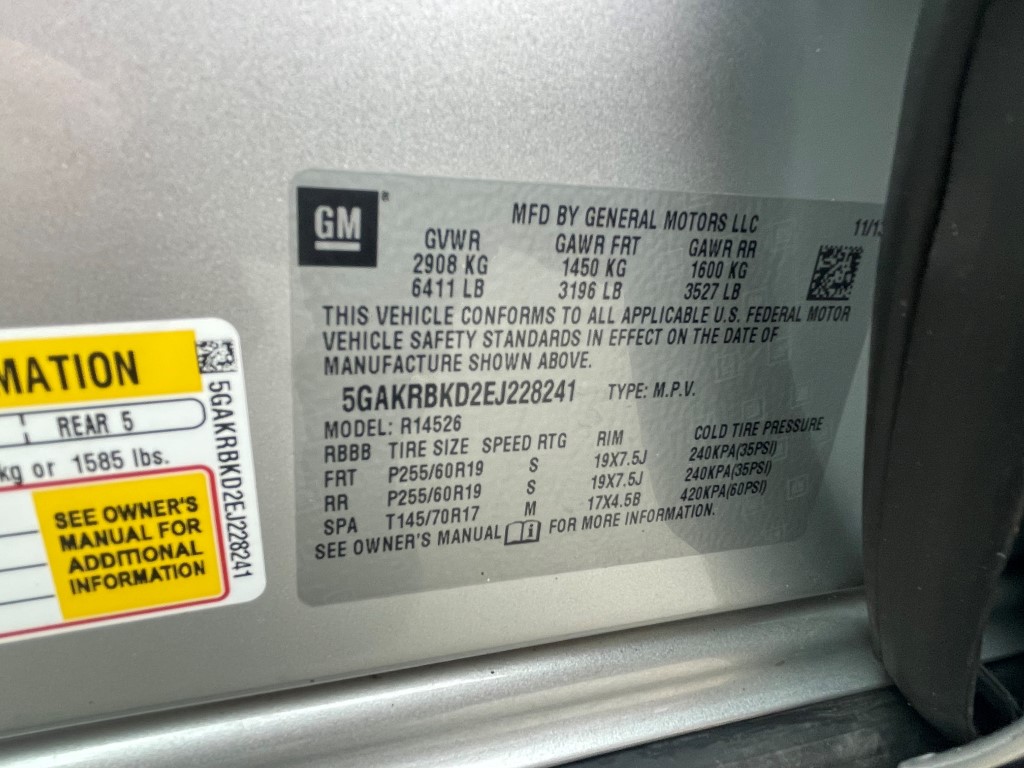 GM ®
MFD BY GENERAL MOTORS LLC
11/13
GVWR GAWR FRT GAWR RR
2908 KG 1450 KG 1600 KG
6411 LB 3196 LB 3527 LB
THIS VEHICLE CONFORMS TO ALL APPLICABLE U.S. FEDERAL MOTOR
VEHICLE SAFETY STANDARDS IN EFFECT ON THE DATE OF
MANUFACTURE SHOWN ABOVE.
5GAKRBKD2EJ228241 TYPE: M.P.V.
MODEL: R14526
RBBB TIRE SIZE SPEED RTG RIM COLD TIRE PRESSURE
FRT P255/60R19 S 19X7.5J 240KPA(35PSI)
RR P255/60R19 S 19X7.5J 240KPA(35PSI)
SPA T145/70R17 M 17X4.5B 420KPA(60PSI)
SEE OWNER'S MANUAL FOR MORE INFORMATION.
MATION
REAR 5
kg or 1585 lbs.
SEE OWNER'S
MANUAL FOR
ADDITIONAL
INFORMATION
5GAKRBKD2EJ228241